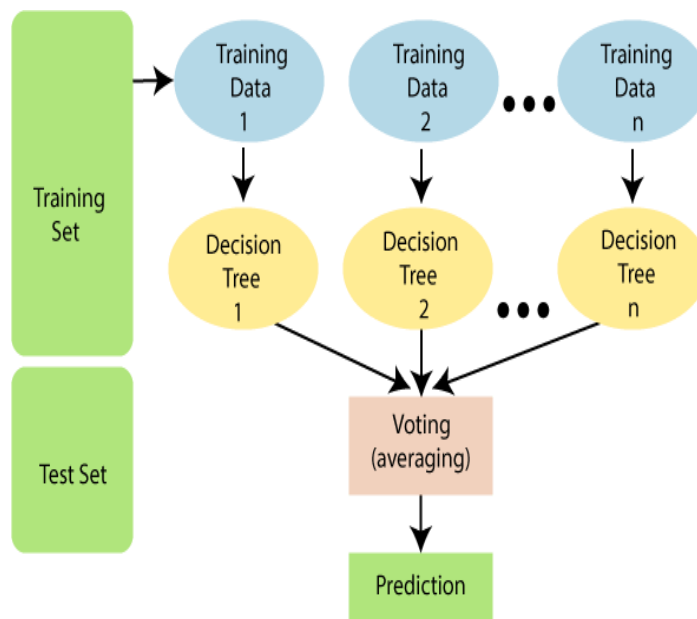 Training
Data
1
Training
Data
2
Training
Data
n
Training
Set
Decision
Tree
1
Decision
Tree
2
Decision
Tree
n
Test Set
Voting
(averaging)
Prediction